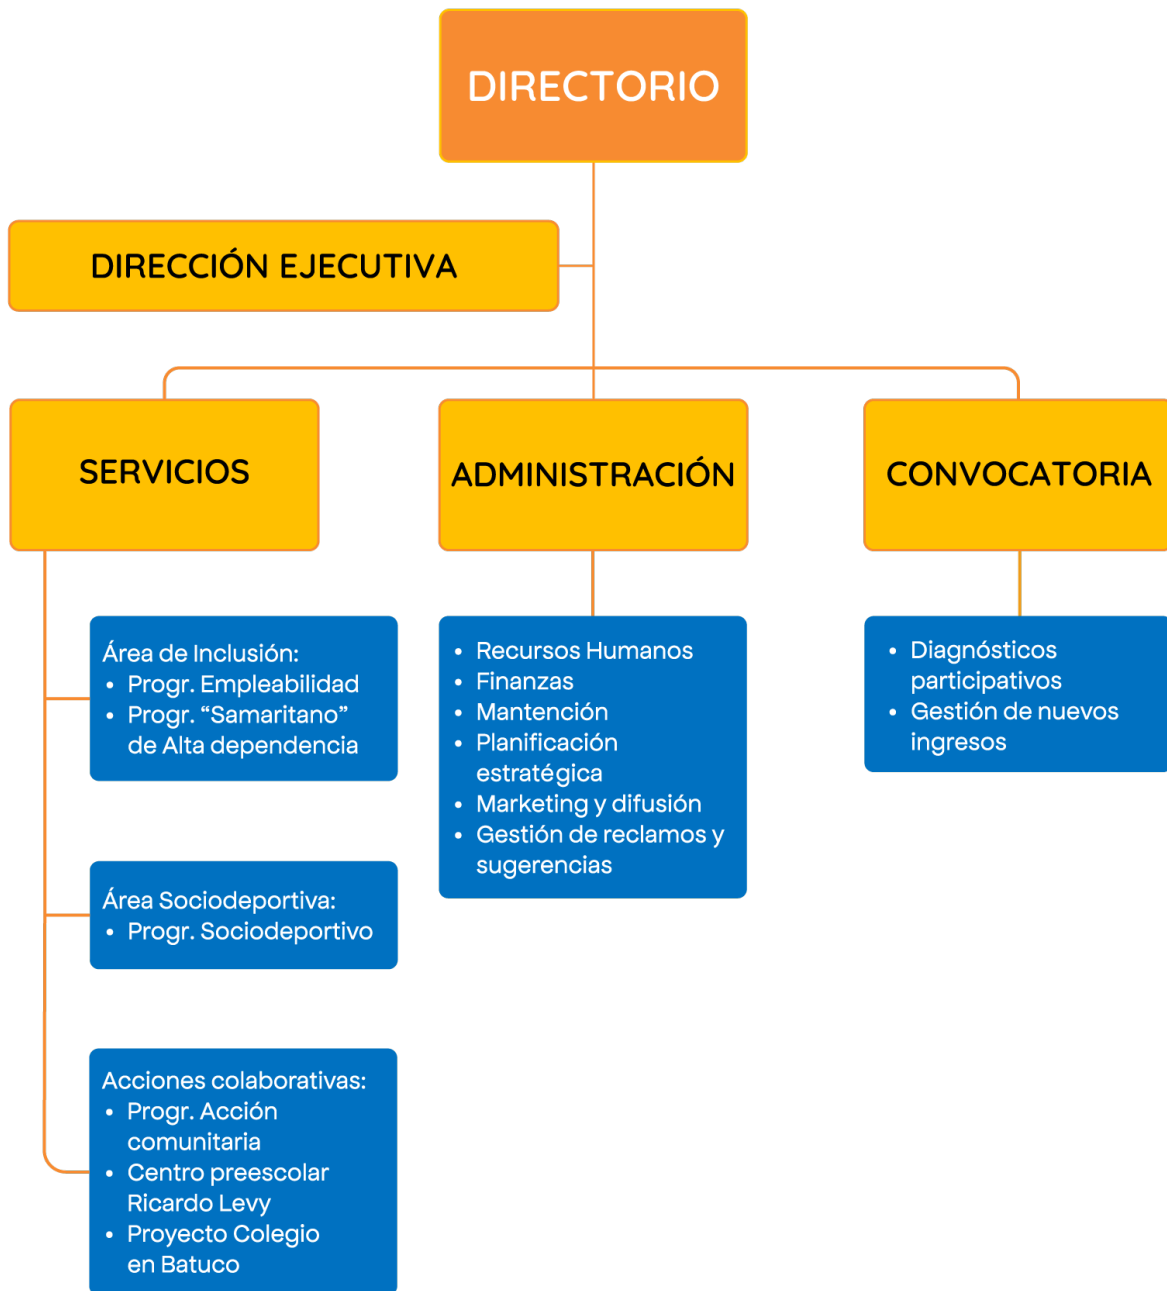 DIRECTORIO
DIRECCIÓN EJECUTIVA
SERVICIOS
ADMINISTRACIÓN
CONVOCATORIA
Área de Inclusión:
• Progr. Empleabilidad
• Progr. “Samaritano”
de Alta dependencia
Área Sociodeportiva:
• Progr. Sociodeportivo
Acciones colaborativas:
• Progr. Acción
comunitaria
• Centro preescolar
Ricardo Levy
• Proyecto Colegio
en Batuco
• Recursos Humanos
• Finanzas
• Mantención
• Planificación
estratégica
• Marketing y difusión
• Gestión de reclamos y
sugerencias
• Diagnósticos
participativos
• Gestión de nuevos
ingresos